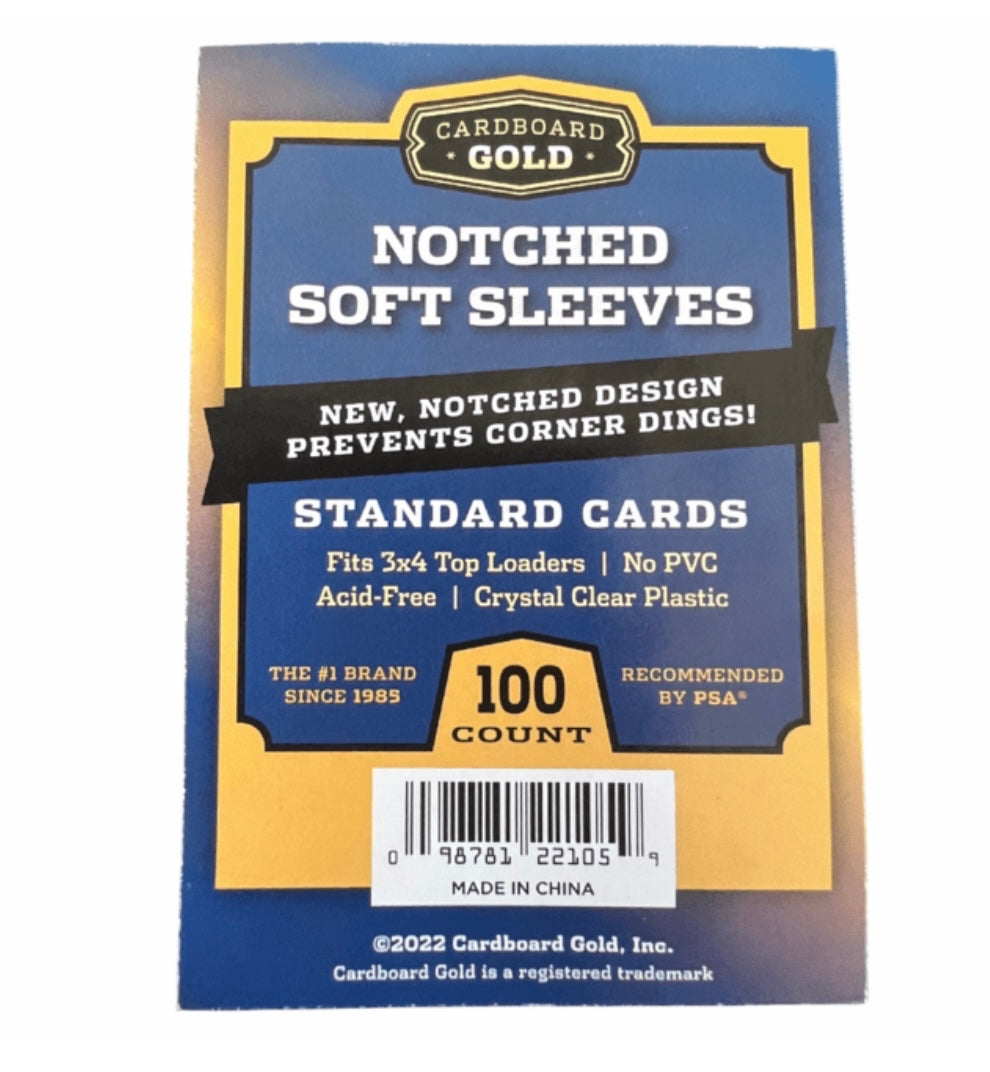 CARDBOARD
GOLD
NOTCHED
SOFT SLEEVES
NEW, NOTCHED DESIGN
PREVENTS CORNER DINGS!
STANDARD CARDS
Fits 3x4 Top Loaders | No PVC
Acid-Free | Crystal Clear Plastic
THE #1 BRAND
SINCE 1985
100
COUNT
RECOMMENDED
BY PSA®
0 98781 22105 9
MADE IN CHINA
©2022 Cardboard Gold, Inc.
Cardboard Gold is a registered trademark